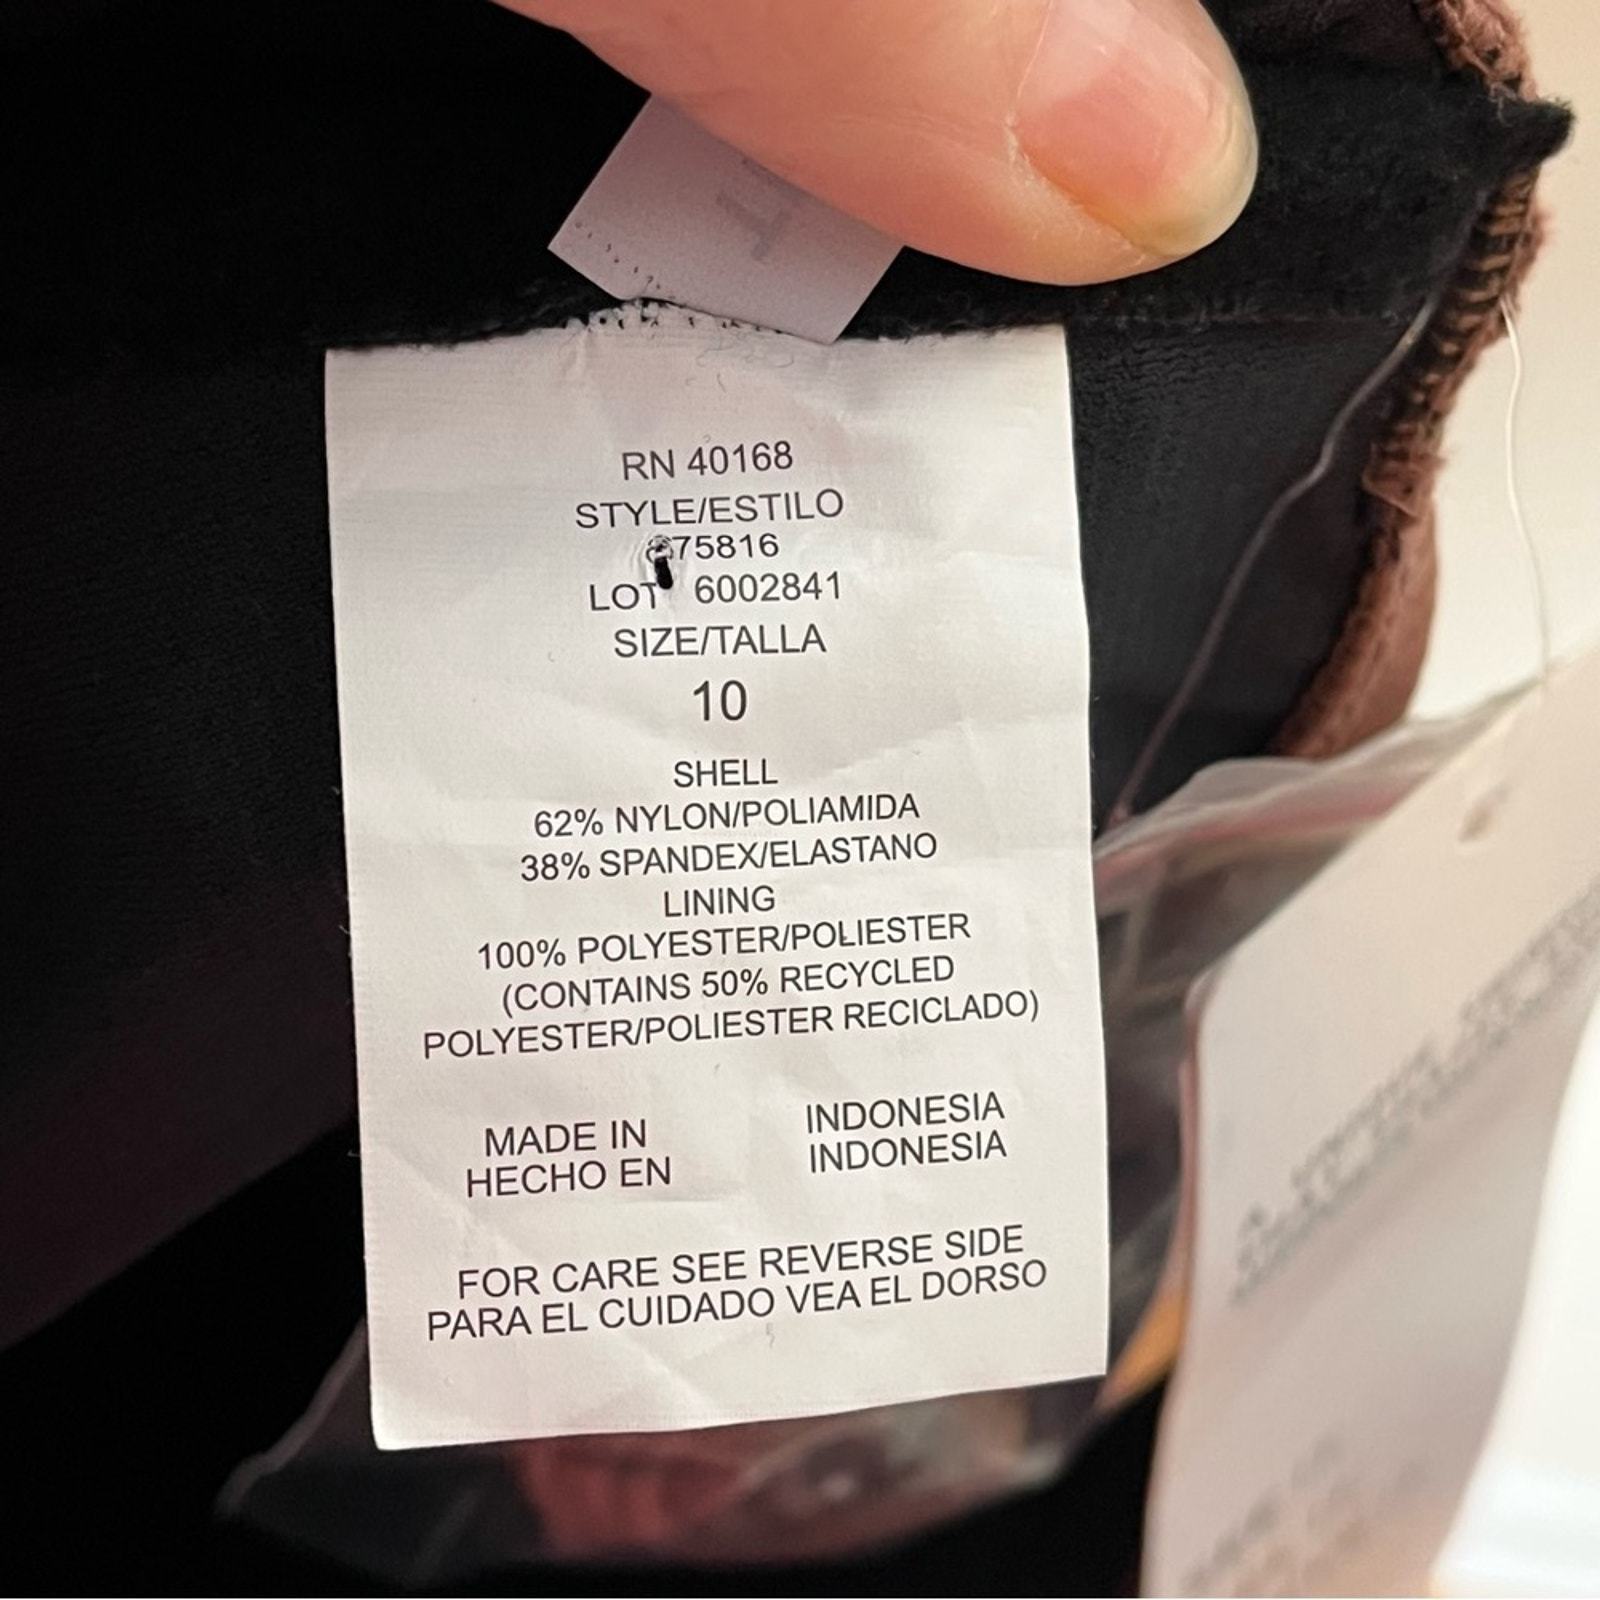 RN 40168
STYLE/ESTILO
75816
LOT 6002841
SIZE/TALLA
10
SHELL
62% NYLON/POLIAMIDA
38% SPANDEX/ELASTANO
LINING
100% POLYESTER/POLIESTER
(CONTAINS 50% RECYCLED
POLYESTER/POLIESTER RECICLADO)
MADE IN INDONESIA
HECHO EN INDONESIA
FOR CARE SEE REVERSE SIDE
PARA EL CUIDADO VEA EL DORSO